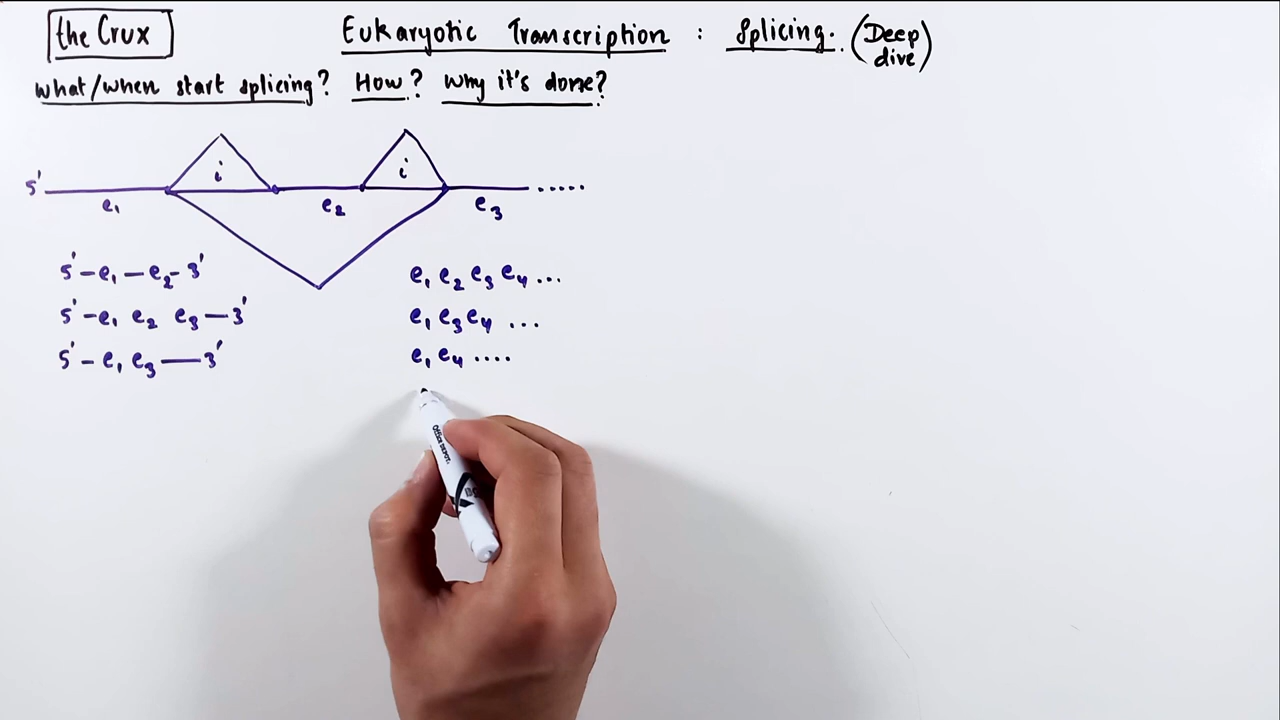 the Crux
Eukaryotic Transcription : Splicing. (Deep dive)
what/when start splicing? How? Why it's done?
i
i
5'
e₁
e₂
e₃
.....
5'-e₁—e₂-3'
5'-e₁ e₂ e₃—3'
5'-e₁ e₃—3'
e₁ e₂ e₃ e₄ ...
e₁ e₃ e₄ ...
e₁ e₄ ....
Office DEPOT.